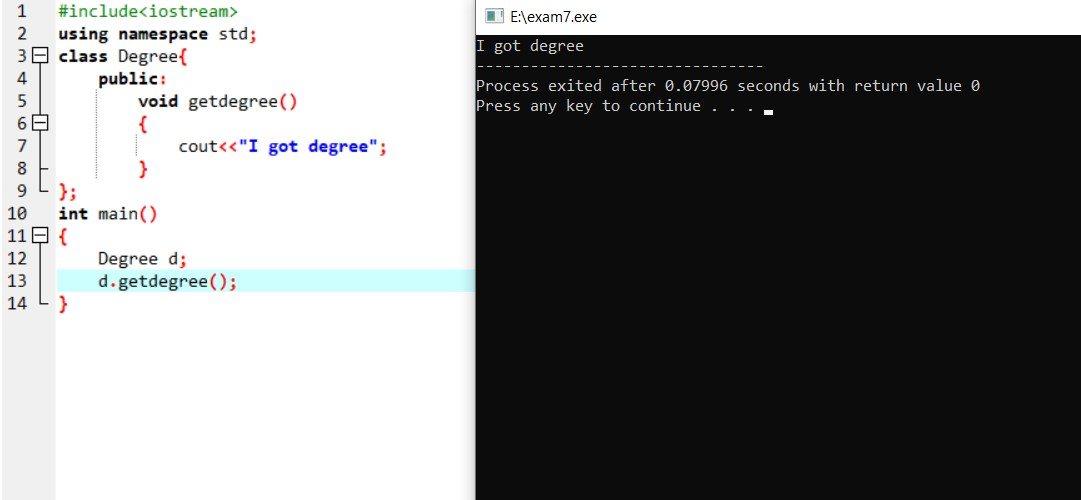 1 #include<iostream>
2 using namespace std;
3 class Degree{
4 public:
5 void getdegree()
6 {
7 cout<<"I got degree";
8 }
9 };
10 int main()
11 {
12 Degree d;
13 d.getdegree();
14 }
E:\exam7.exe
I got degree
--------------------------------
Process exited after 0.07996 seconds with return value 0
Press any key to continue . . .